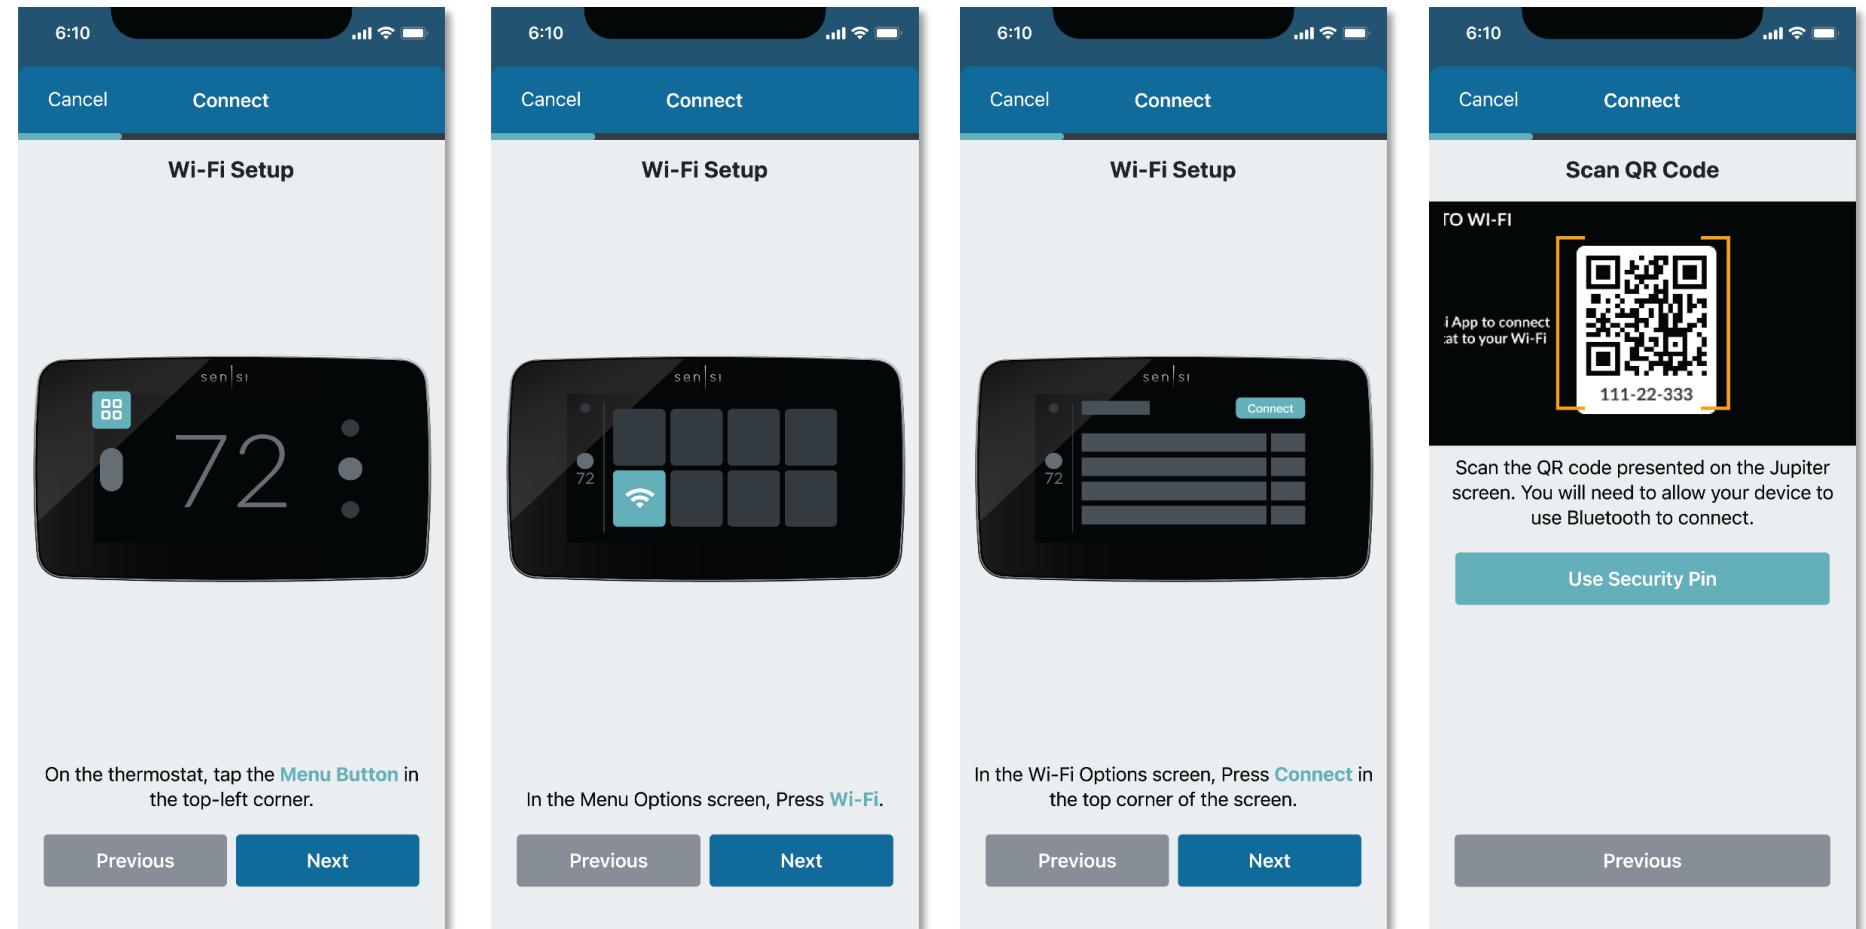 6:10
Cancel
Connect
Wi-Fi Setup
sen|sı
72
On the thermostat, tap the Menu Button in
the top-left corner.
Previous
Next
6:10
Cancel
Connect
Wi-Fi Setup
sen|sı
72
In the Menu Options screen, Press Wi-Fi.
Previous
Next
6:10
Cancel
Connect
Wi-Fi Setup
sen|sı
Connect
72
In the Wi-Fi Options screen, Press Connect in
the top corner of the screen.
Previous
Next
6:10
Cancel
Connect
Scan QR Code
TO WI-FI
i App to connect
tat to your Wi-Fi
111-22-333
Scan the QR code presented on the Jupiter
screen. You will need to allow your device to
use Bluetooth to connect.
Use Security Pin
Previous